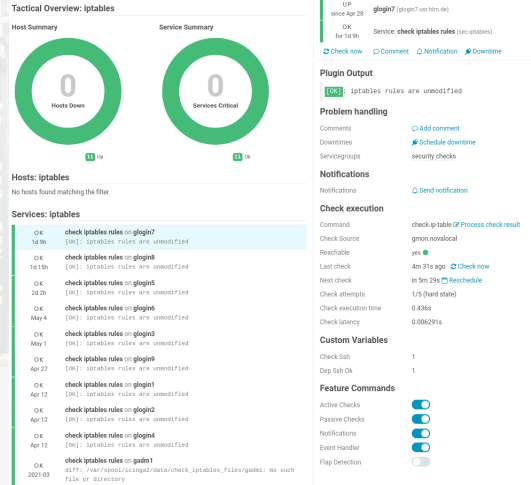 Tactical Overview: iptables
Host Summary
Service Summary
0
Hosts Down
0
Services Critical
11 Up
11 Ok
Hosts: iptables
No hosts found matching the filter.
Services: iptables
OK
1d 9h
check iptables rules on glogin7
[OK]: iptables rules are unmodified
OK
1d 15h
check iptables rules on glogin8
[OK]: iptables rules are unmodified
OK
2d 2h
check iptables rules on glogin5
[OK]: iptables rules are unmodified
OK
May 4
check iptables rules on glogin6
[OK]: iptables rules are unmodified
OK
May 1
check iptables rules on glogin3
[OK]: iptables rules are unmodified
OK
Apr 27
check iptables rules on glogin9
[OK]: iptables rules are unmodified
OK
Apr 12
check iptables rules on glogin1
[OK]: iptables rules are unmodified
OK
Apr 12
check iptables rules on glogin2
[OK]: iptables rules are unmodified
OK
Apr 12
check iptables rules on glogin4
[OK]: iptables rules are unmodified
OK
2021-03
check iptables rules on gadm1
diff: /var/spool/icinga2/data/check_iptables_files/gadm1: No such
file or directory
UP
since Apr 28
glogin7 (glogin7.usr.hlrn.de)
OK
for 1d 9h
Service: check iptables rules (sec-iptables)
Check now Comment Notification Downtime
Plugin Output
[OK]: iptables rules are unmodified
Problem handling
Comments Add comment
Downtimes Schedule downtime
Servicegroups security checks
Notifications
Notifications Send notification
Check execution
Command check-ip-table Process check result
Check Source gmon.novalocal
Reachable yes
Last check 4m 31s ago Check now
Next check in 5m 29s Reschedule
Check attempts 1/5 (hard state)
Check execution time 0.436s
Check latency 0.006291s
Custom Variables
Check Ssh 1
Dep Ssh Ok 1
Feature Commands
Active Checks
Passive Checks
Notifications
Event Handler
Flap Detection